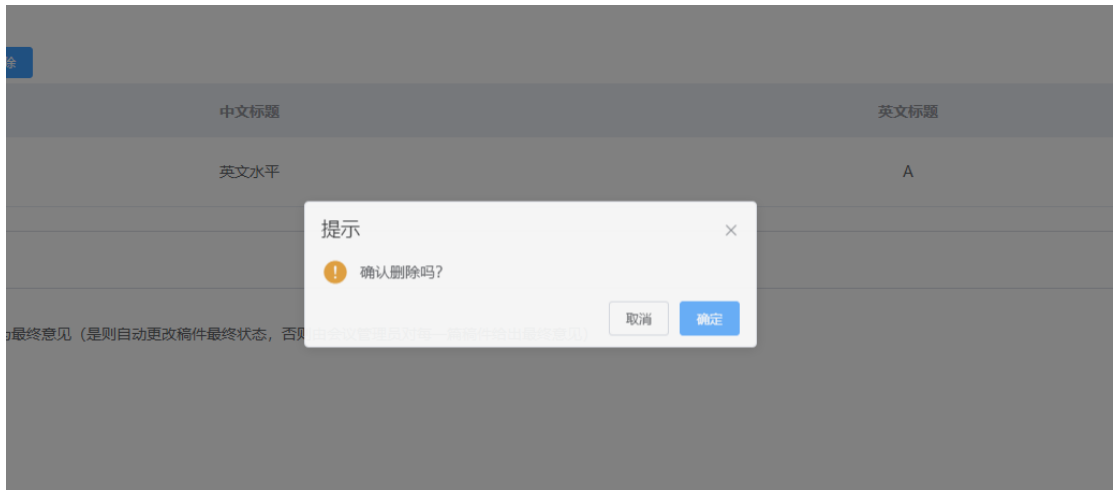 除
中文标题 英文标题
英文水平 A
提示
确认删除吗?
取消 确定
最终意见（是则自动更改稿件最终状态，否则